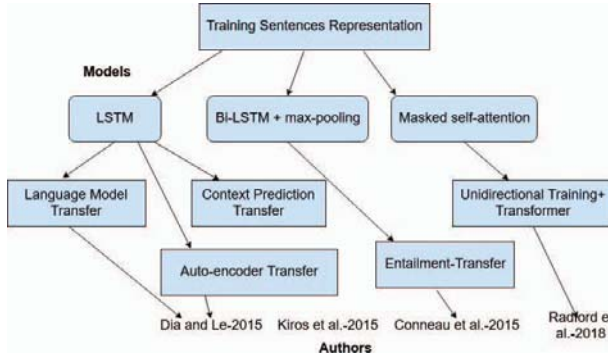 Training Sentences Representation
Models
LSTM
BI-LSTM + max-pooling
Masked self-attention
Language Model
Transfer
Context Prediction
Transfer
Unidirectional Training+
Transformer
Auto-encoder Transfer
Entailment-Transfer
Dia and Le-2015
Kiros et al.-2015
Conneau et al.-2015
Radford e
al.-2018
Authors